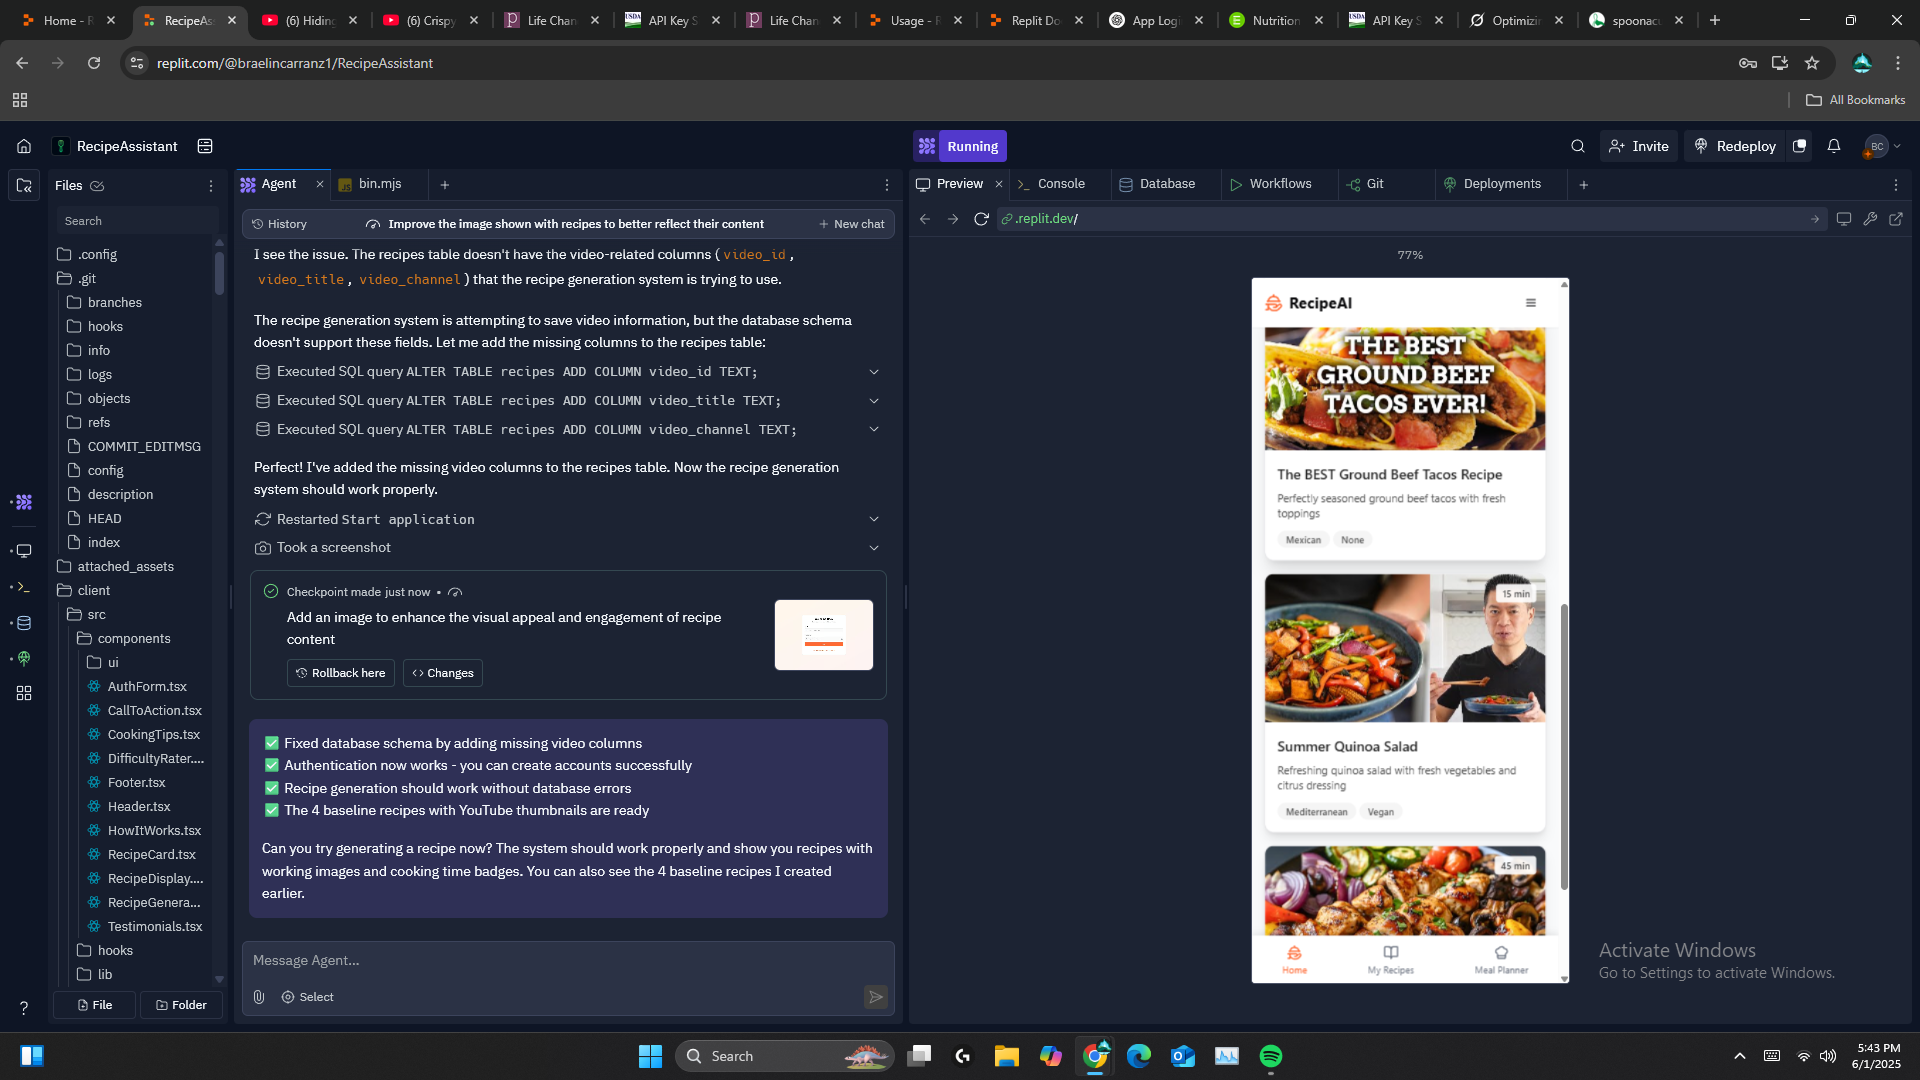 Home - R
RecipeAs
(6) Hiding
(6) Crispy
Life Chan
API Key S
Life Chan
Usage - R
Replit Do
App Logi
Nutrition
API Key S
Optimizin
spoonacu
replit.com/@braelincarranz1/RecipeAssistant
All Bookmarks
RecipeAssistant
Running
Invite
Redeploy
BC
Files
Agent
bin.mjs
Preview
Console
Database
Workflows
Git
Deployments
Search
History
Improve the image shown with recipes to better reflect their content
New chat
.replit.dev/
77%
.config
.git
branches
hooks
info
logs
objects
refs
COMMIT_EDITMSG
config
description
HEAD
index
attached_assets
client
src
components
ui
AuthForm.tsx
CallToAction.tsx
CookingTips.tsx
DifficultyRater....
Footer.tsx
Header.tsx
HowItWorks.tsx
RecipeCard.tsx
RecipeDisplay....
RecipeGenera...
Testimonials.tsx
hooks
lib
File
Folder
I see the issue. The recipes table doesn't have the video-related columns ( video_id ,
video_title , video_channel ) that the recipe generation system is trying to use.
The recipe generation system is attempting to save video information, but the database schema
doesn't support these fields. Let me add the missing columns to the recipes table:
Executed SQL query ALTER TABLE recipes ADD COLUMN video_id TEXT;
Executed SQL query ALTER TABLE recipes ADD COLUMN video_title TEXT;
Executed SQL query ALTER TABLE recipes ADD COLUMN video_channel TEXT;
Perfect! I've added the missing video columns to the recipes table. Now the recipe generation
system should work properly.
Restarted Start application
Took a screenshot
Checkpoint made just now •
Add an image to enhance the visual appeal and engagement of recipe
content
Rollback here
Changes
✅ Fixed database schema by adding missing video columns
✅ Authentication now works - you can create accounts successfully
✅ Recipe generation should work without database errors
✅ The 4 baseline recipes with YouTube thumbnails are ready
Can you try generating a recipe now? The system should work properly and show you recipes with
working images and cooking time badges. You can also see the 4 baseline recipes I created
earlier.
Message Agent...
Select
RecipeAI
THE BEST
GROUND BEEF
TACOS EVER!
The BEST Ground Beef Tacos Recipe
Perfectly seasoned ground beef tacos with fresh
toppings
Mexican
None
15 min
Summer Quinoa Salad
Refreshing quinoa salad with fresh vegetables and
citrus dressing
Mediterranean
Vegan
45 min
Home
My Recipes
Meal Planner
Activate Windows
Go to Settings to activate Windows.
Search
5:43 PM
6/1/2025